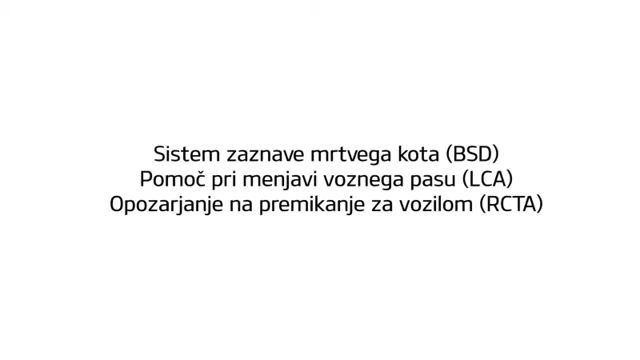 Sistem zaznave mrtvega kota (BSD)
Pomoč pri menjavi voznega pasu (LCA)
Opozarjanje na premikanje za vozilom (RCTA)